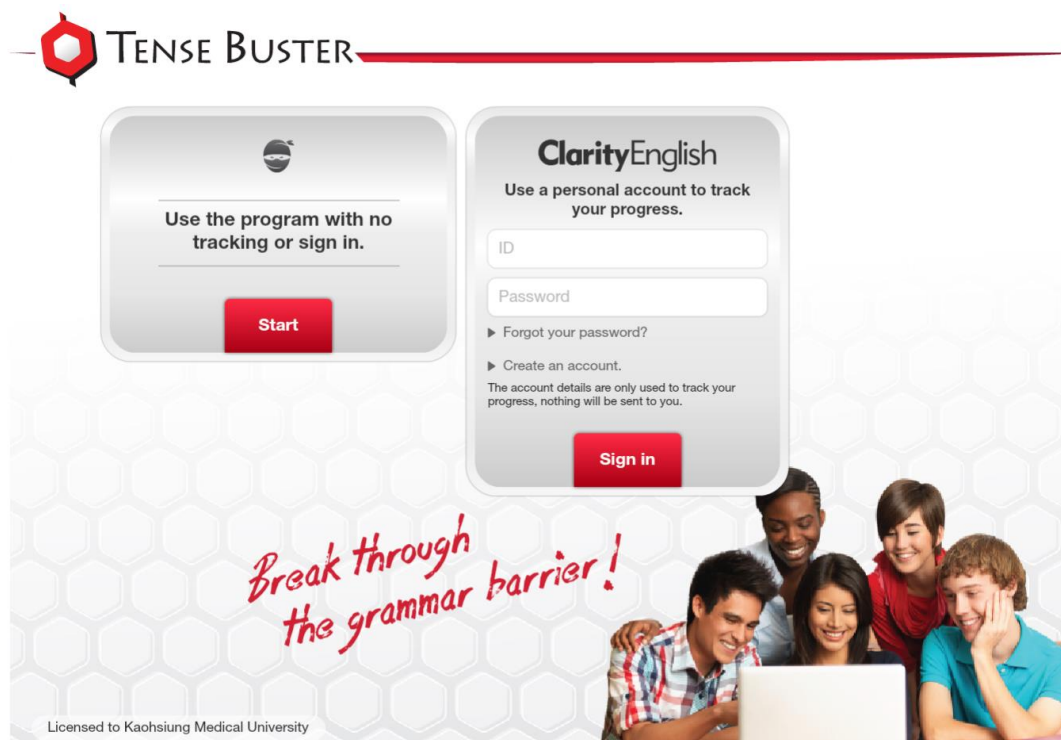 TENSE BUSTER
Use the program with no
tracking or sign in.
Start
ClarityEnglish
Use a personal account to track
your progress.
ID
Password
Forgot your password?
Create an account.
The account details are only used to track your
progress, nothing will be sent to you.
Sign in
Break through
the grammar barrier!
Licensed to Kaohsiung Medical University